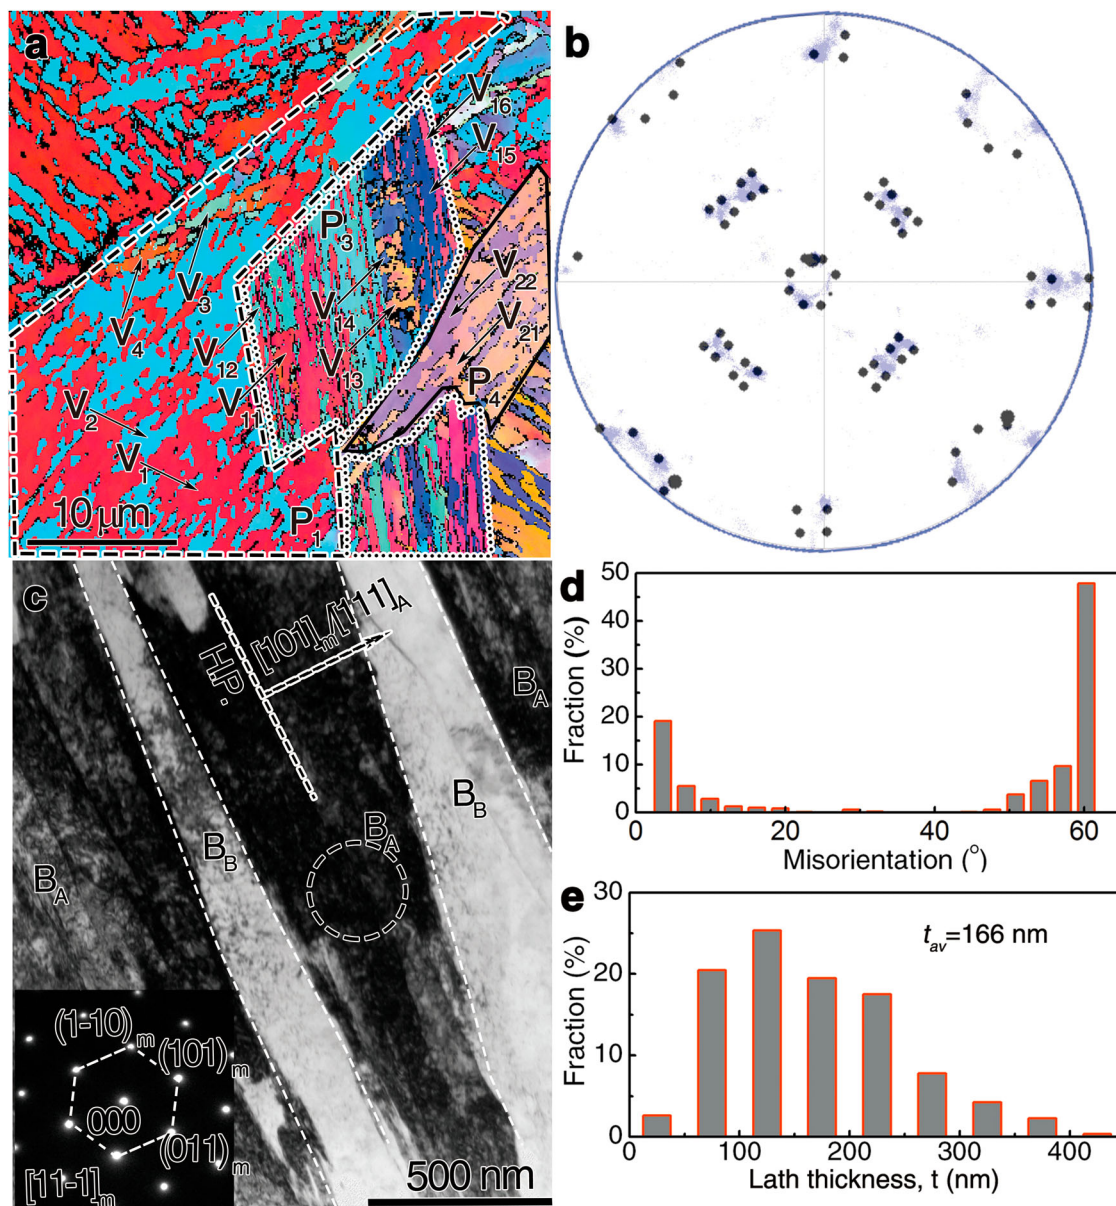 a
V16
V15
P3
V22
V3
V14
V21
V4
V12
V13
P4
V2
V11
V1
10 μm
P1
b
c
[101]m/[111]A
H.P.
BA
BB
BA
BB
BA
(1-10)m
(101)m
000
(011)m
[11-1]m
500 nm
d
Fraction (%)
50
40
30
20
10
0
0 20 40 60
Misorientation (°)
e
tav=166 nm
Fraction (%)
30
20
10
0
0 100 200 300 400
Lath thickness, t (nm)